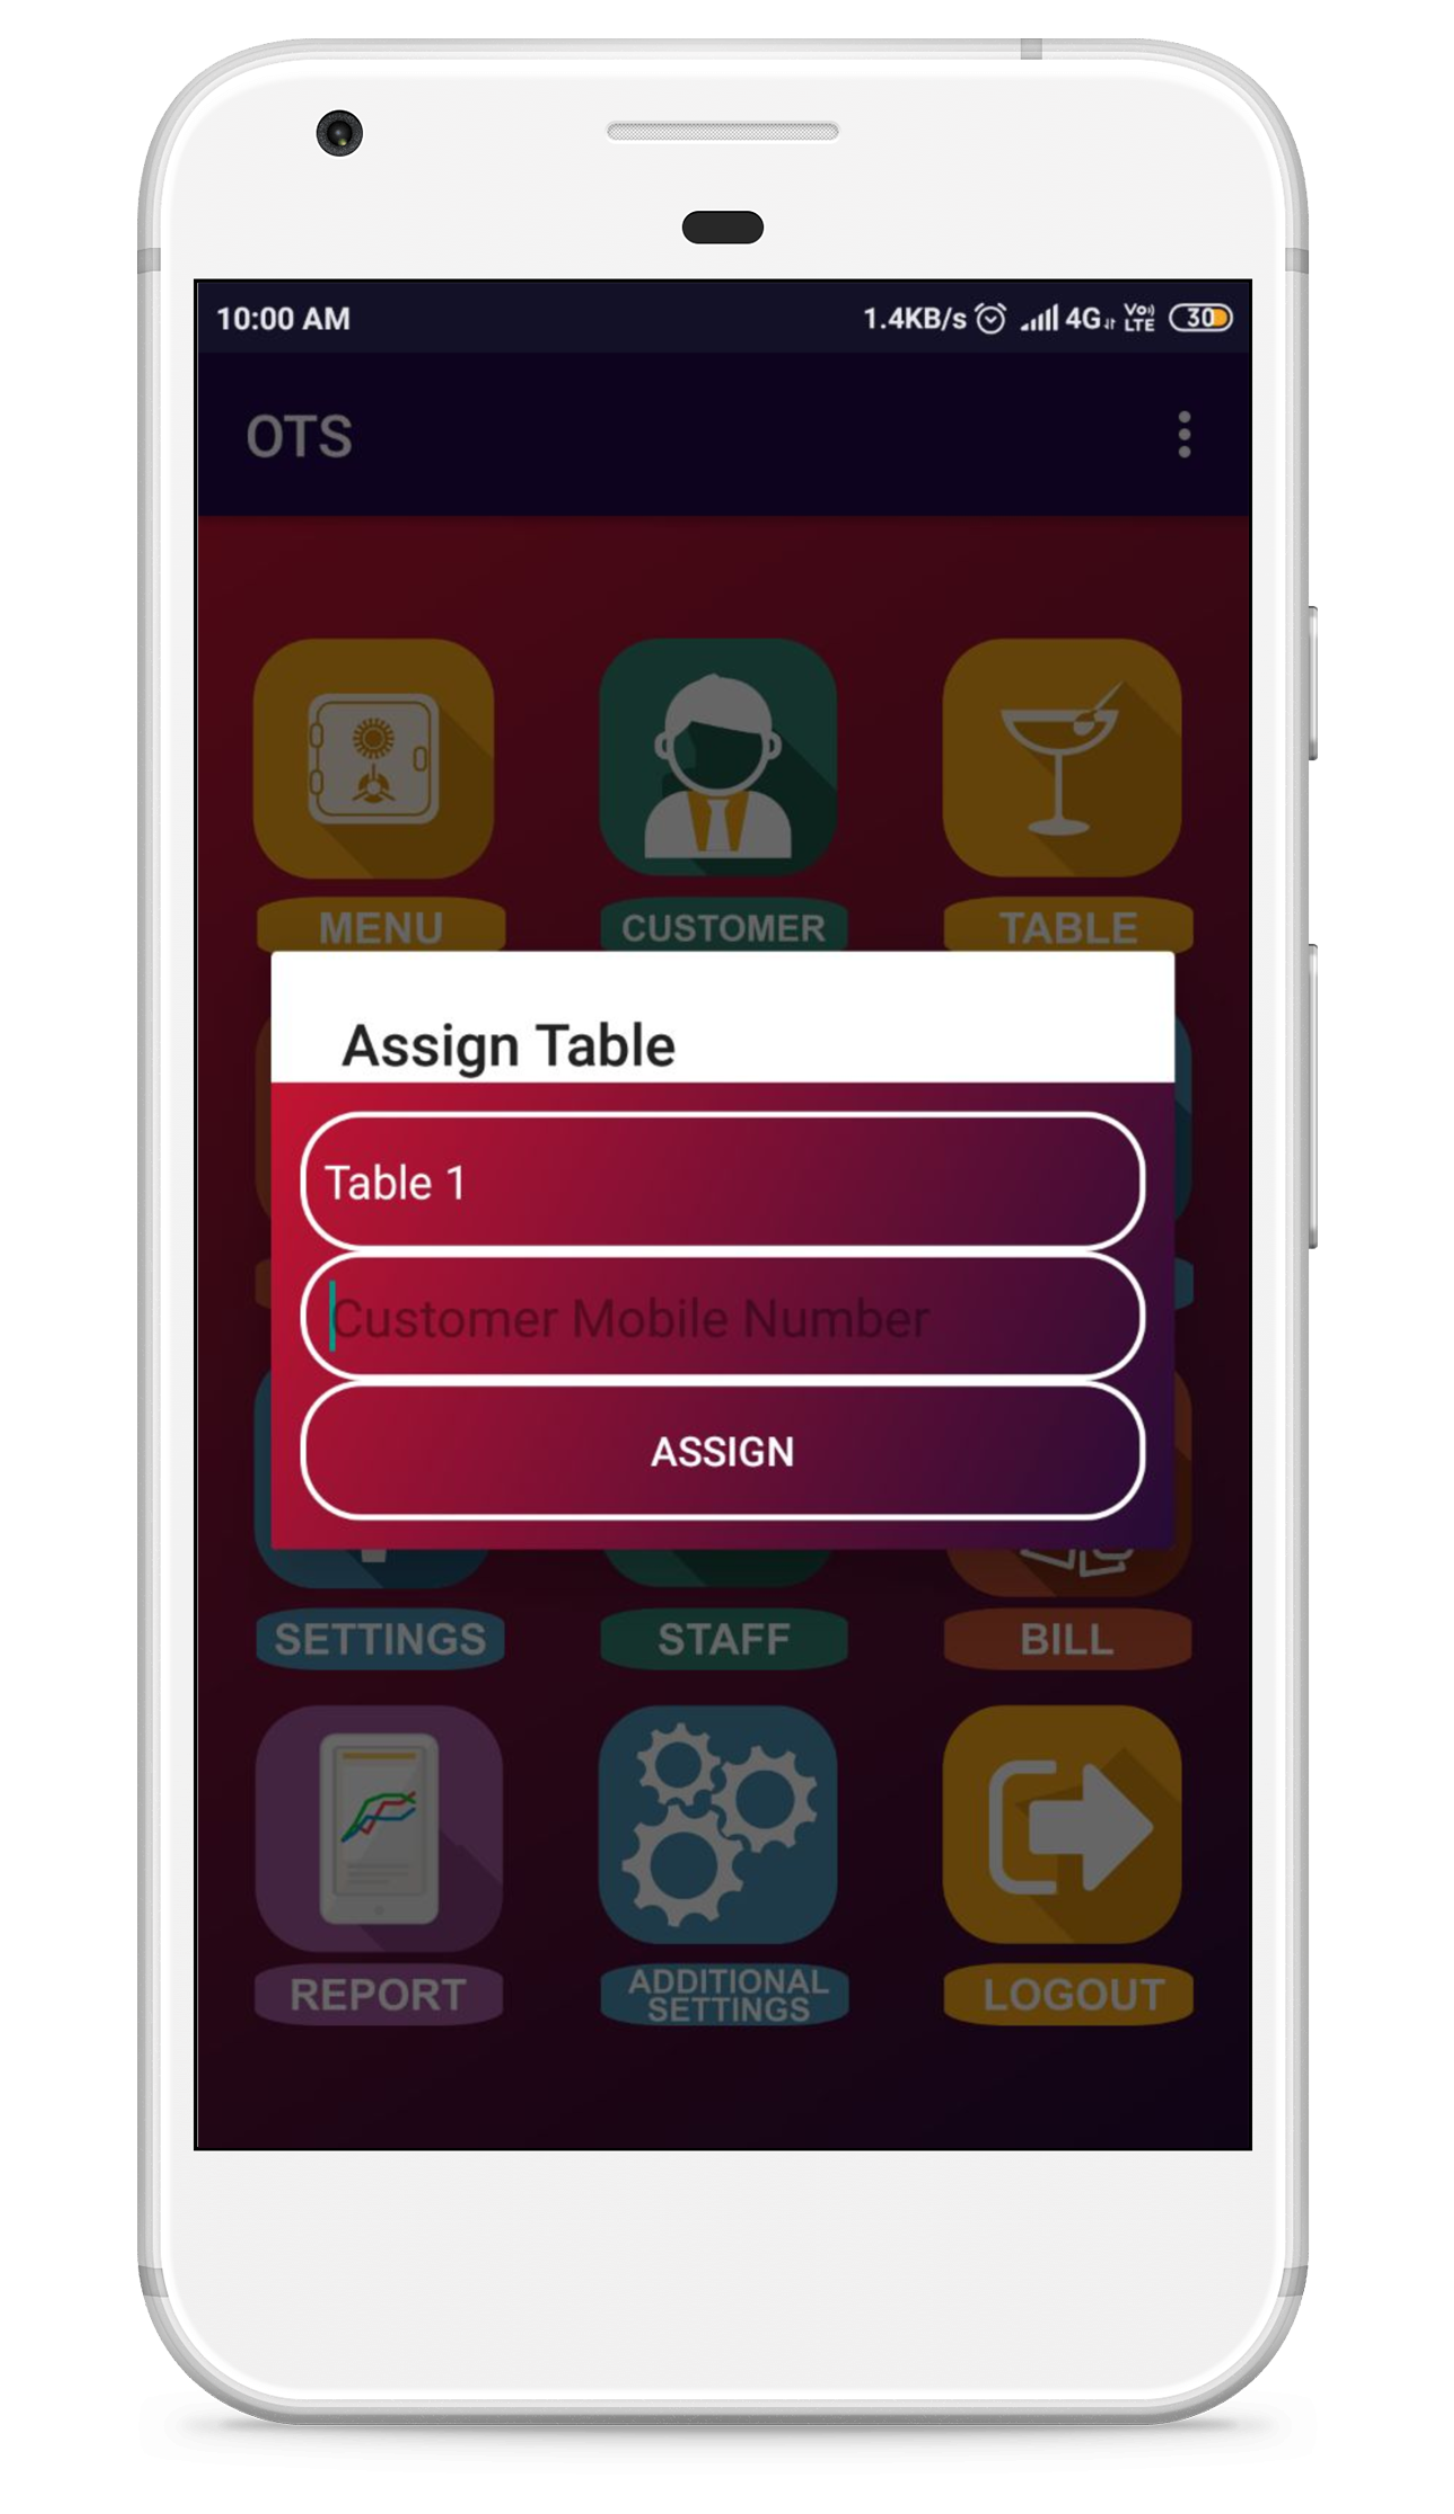 10:00 AM 1.4KB/s 4G Vo LTE 30
OTS
MENU CUSTOMER TABLE
Assign Table
Table 1
Customer Mobile Number
ASSIGN
SETTINGS STAFF BILL
REPORT ADDITIONAL SETTINGS LOGOUT